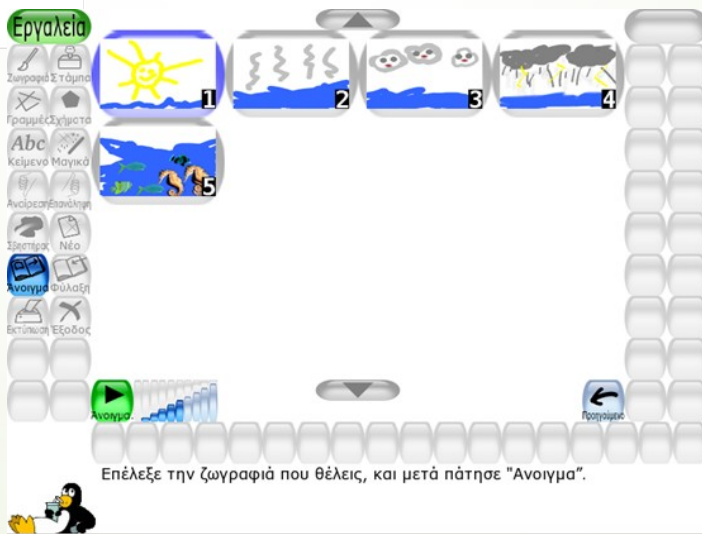 Εργαλεία
Ζωγραφιά Στάμπα
Γραμμές Σχήματα
Abc
Κείμενο Μαγικά
Αναίρεση Επανάληψη
Σβηστήρας Νέο
Άνοιγμα Φύλαξη
Εκτύπωση Έξοδος
1 2 3 4
5
Άνοιγμα.
Προηγούμενο
Επέλεξε την ζωγραφιά που θέλεις, και μετά πάτησε "Ανοιγμα”.